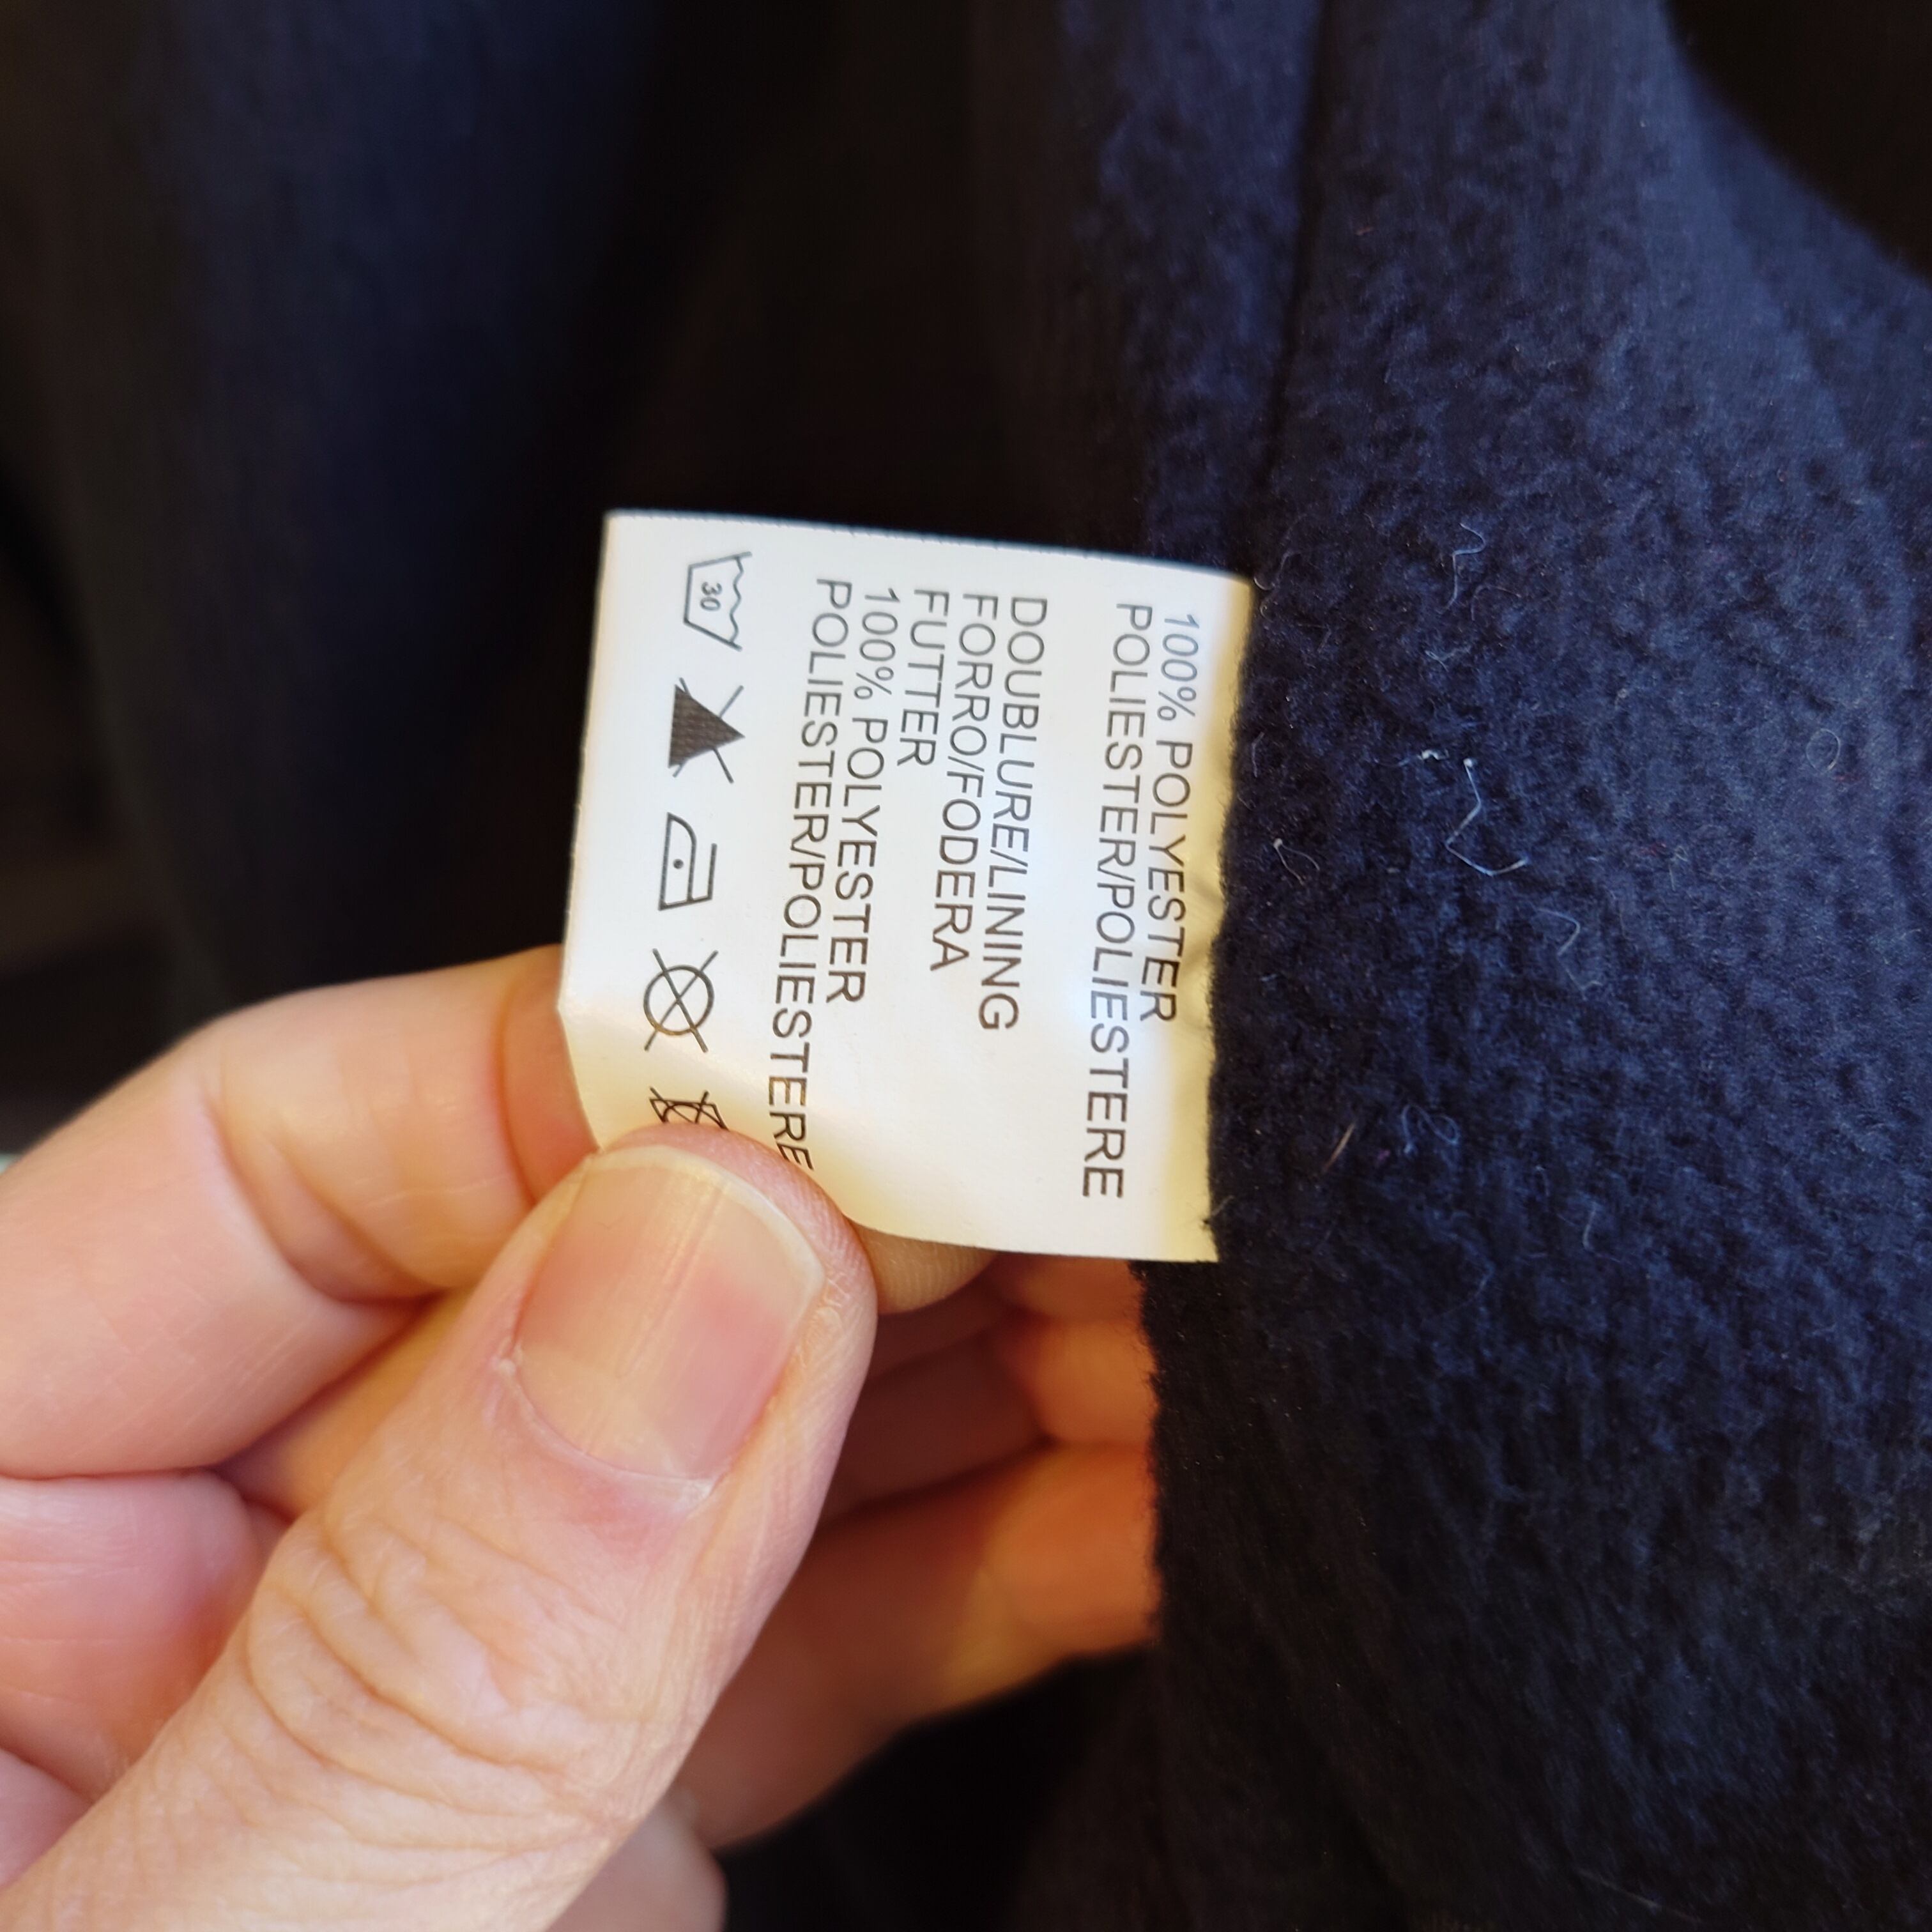 100% POLYESTER
POLIESTER/POLIESTERE
DOUBLURE/LINING
FORRO/FODERA
FUTTER
100% POLYESTER
POLIESTER/POLIESTERE
30